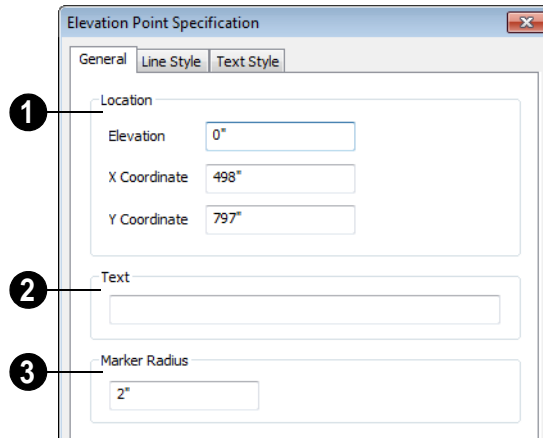 Elevation Point Specification
General Line Style Text Style
1 Location
Elevation 0"
X Coordinate 498"
Y Coordinate 797"
2 Text
3 Marker Radius
2"